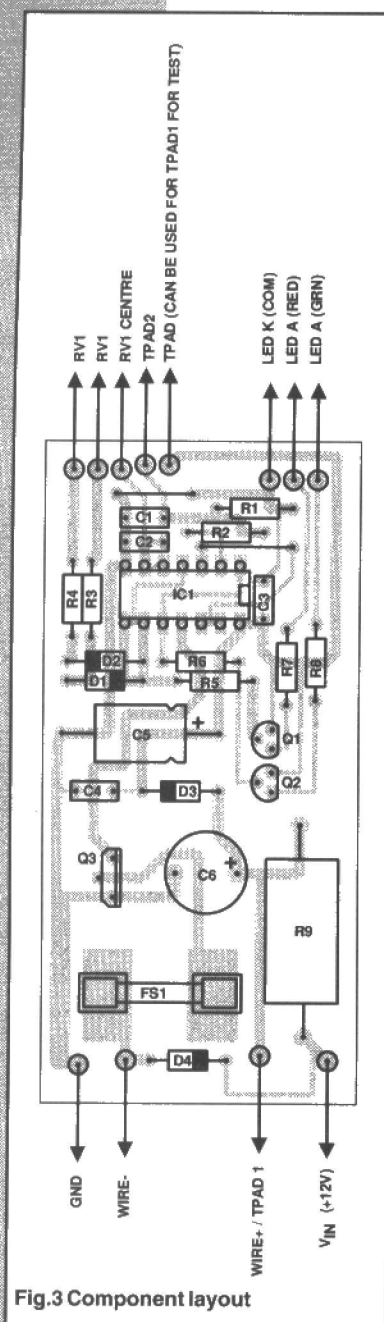 RV1
RV1
RV1 CENTRE
TPAD2
TPAD (CAN BE USED FOR TPAD1 FOR TEST)
LED K (COM)
LED A (RED)
LED A (GRN)
R4
R3
C1
C2
R1
R2
IC1
C3
D2
D1
R6
R5
R7
R8
C5
+
Q1
Q2
C4
D3
Q3
C6
+
R9
FS1
D4
GND
WIRE-
WIRE+ / TPAD 1
VIN (+12V)
Fig.3 Component layout